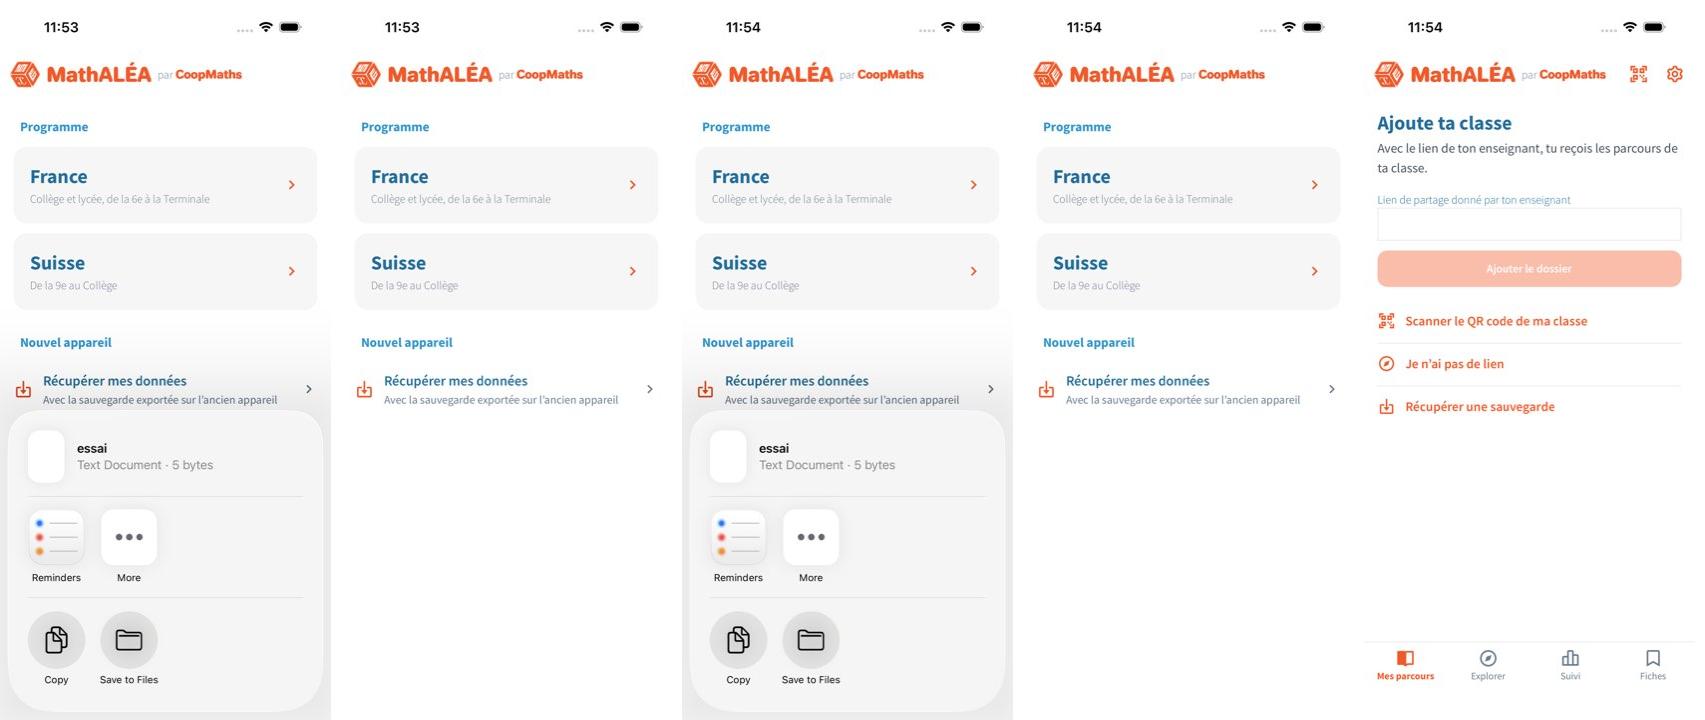 11:53
MathALÉA par CoopMaths
Programme
France
Collège et lycée, de la 6e à la Terminale
Suisse
De la 9e au Collège
Nouvel appareil
Récupérer mes données
Avec la sauvegarde exportée sur l'ancien appareil
essai
Text Document · 5 bytes
Reminders
More
Copy
Save to Files
11:53
MathALÉA par CoopMaths
Programme
France
Collège et lycée, de la 6e à la Terminale
Suisse
De la 9e au Collège
Nouvel appareil
Récupérer mes données
Avec la sauvegarde exportée sur l'ancien appareil
11:54
MathALÉA par CoopMaths
Programme
France
Collège et lycée, de la 6e à la Terminale
Suisse
De la 9e au Collège
Nouvel appareil
Récupérer mes données
Avec la sauvegarde exportée sur l'ancien appareil
essai
Text Document · 5 bytes
Reminders
More
Copy
Save to Files
11:54
MathALÉA par CoopMaths
Programme
France
Collège et lycée, de la 6e à la Terminale
Suisse
De la 9e au Collège
Nouvel appareil
Récupérer mes données
Avec la sauvegarde exportée sur l'ancien appareil
11:54
MathALÉA par CoopMaths
Ajoute ta classe
Avec le lien de ton enseignant, tu reçois les parcours de
ta classe.
Lien de partage donné par ton enseignant
Ajouter le dossier
Scanner le QR code de ma classe
Je n'ai pas de lien
Récupérer une sauvegarde
Mes parcours
Explorer
Suivi
Fiches